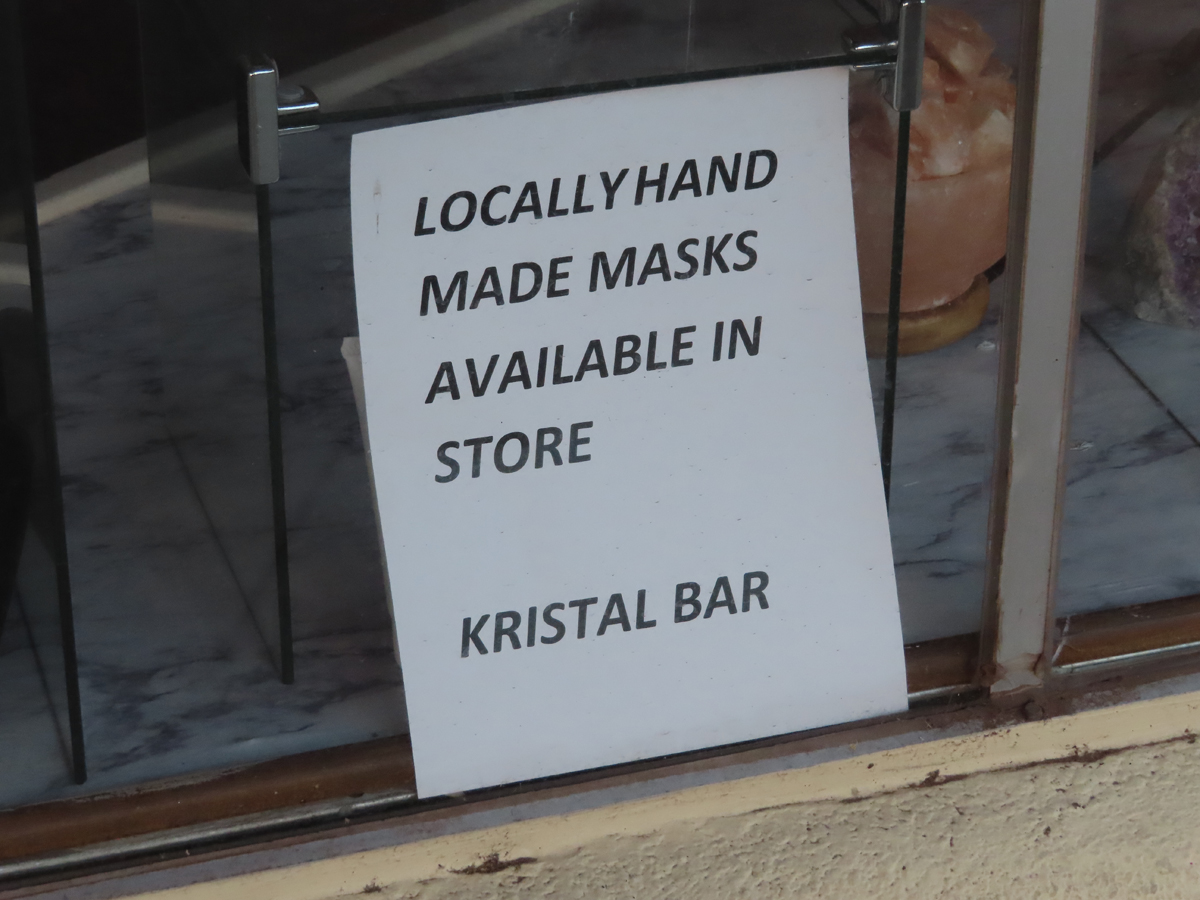 LOCALLY HAND
MADE MASKS
AVAILABLE IN
STORE
KRISTAL BAR